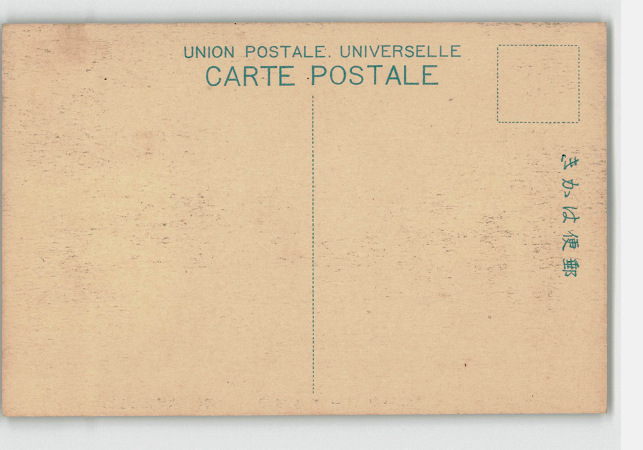 UNION POSTALE. UNIVERSELLE
CARTE POSTALE
きかは便郵